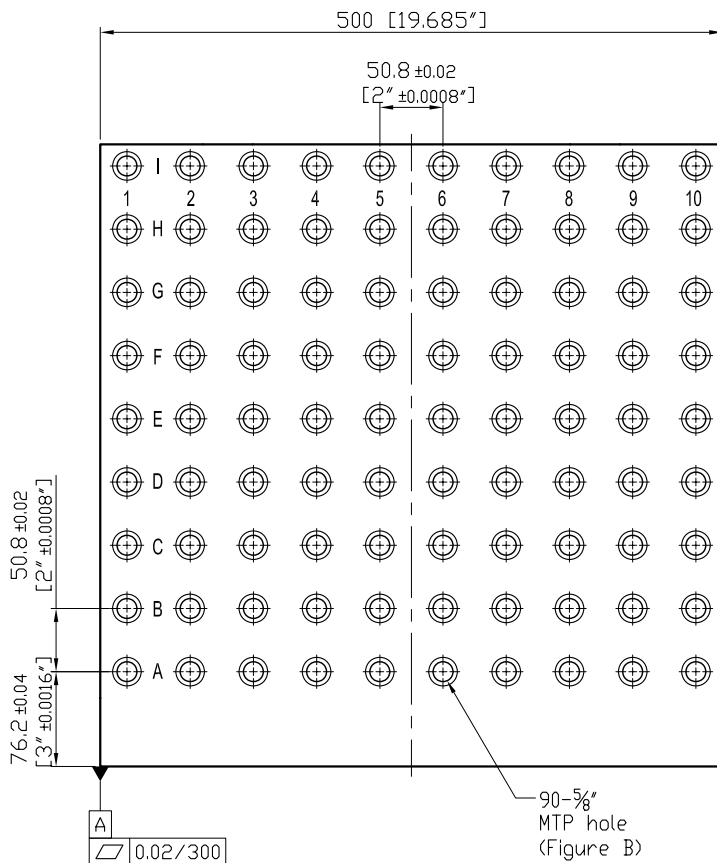 500 [19.685"]
50.8 ±0.02
[2" ±0.0008"]
I
1 2 3 4 5 6 7 8 9 10
H
G
F
E
D
50.8 ±0.02
[2" ±0.0008"]
C
B
A
76.2 ±0.04
[3" ±0.0016"]
90-⅝"
MTP hole
(Figure B)
A
0.02/300